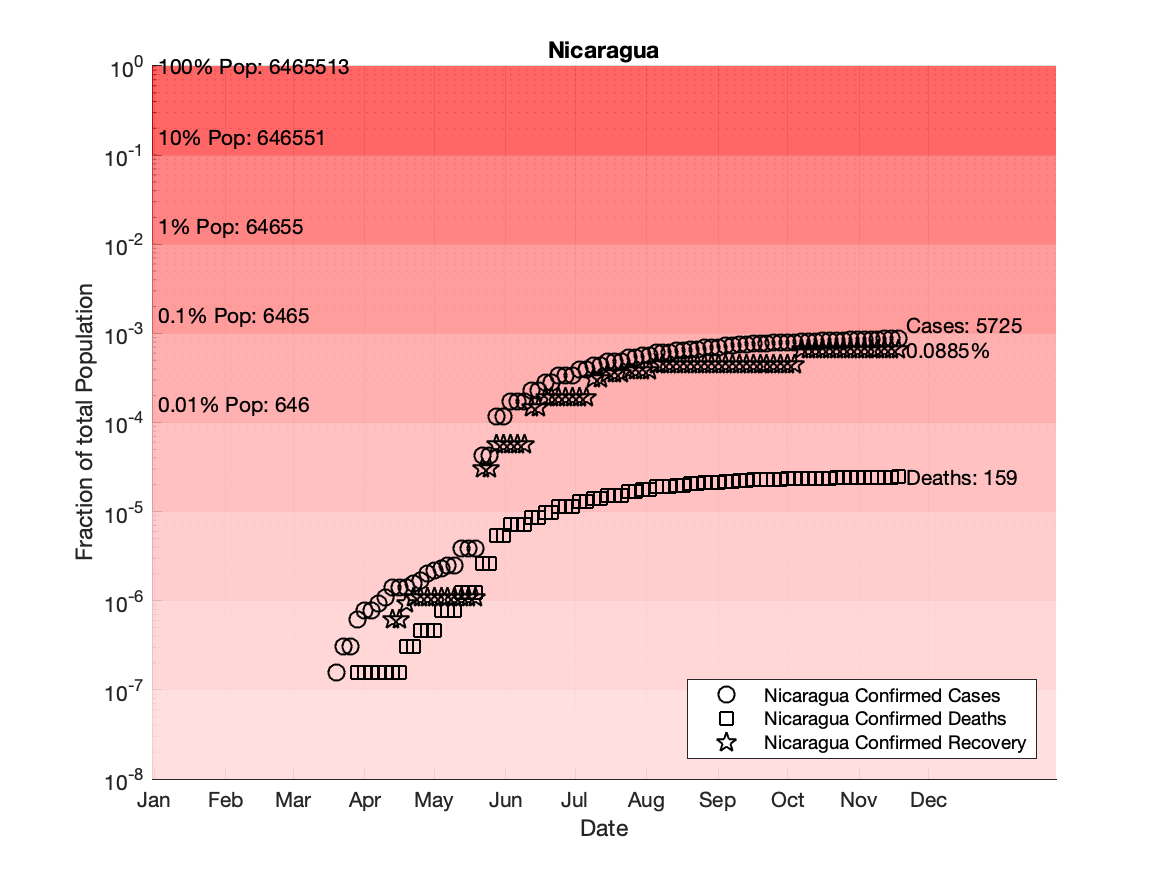 Nicaragua
10^0
100% Pop: 6465513
10% Pop: 646551
10^-1
1% Pop: 64655
10^-2
0.1% Pop: 6465
Cases: 5725
10^-3
0.0885%
0.01% Pop: 646
10^-4
Deaths: 159
10^-5
10^-6
10^-7
10^-8
Fraction of total Population
Nicaragua Confirmed Cases
Nicaragua Confirmed Deaths
Nicaragua Confirmed Recovery
Jan Feb Mar Apr May Jun Jul Aug Sep Oct Nov Dec
Date